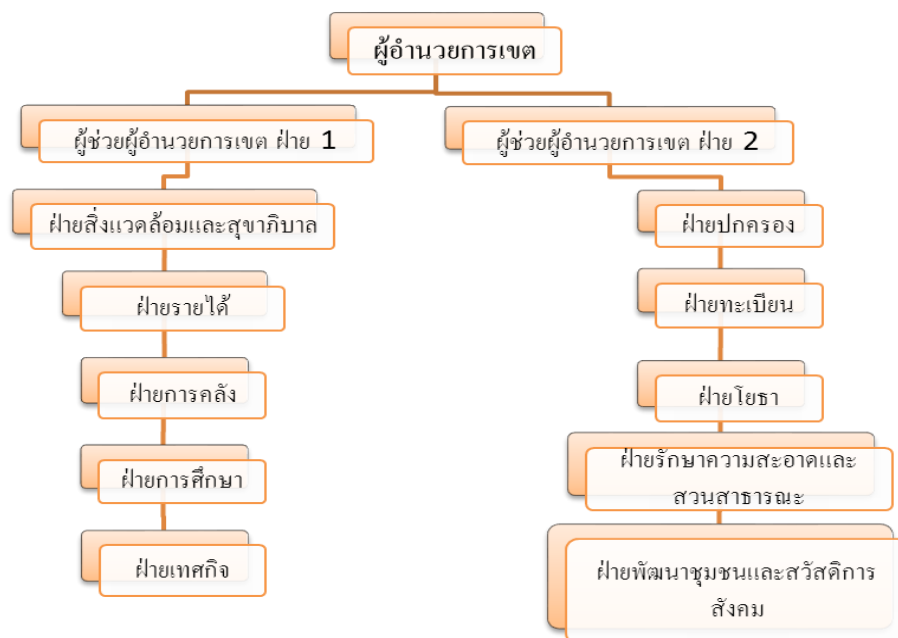 ผู้อำนวยการเขต
ผู้ช่วยผู้อำนวยการเขต ฝ่าย 1
ผู้ช่วยผู้อำนวยการเขต ฝ่าย 2
ฝ่ายสิ่งแวดล้อมและสุขาภิบาล
ฝ่ายรายได้
ฝ่ายการคลัง
ฝ่ายการศึกษา
ฝ่ายเทศกิจ
ฝ่ายปกครอง
ฝ่ายทะเบียน
ฝ่ายโยธา
ฝ่ายรักษาความสะอาดและ
สวนสาธารณะ
ฝ่ายพัฒนาชุมชนและสวัสดิการ
สังคม